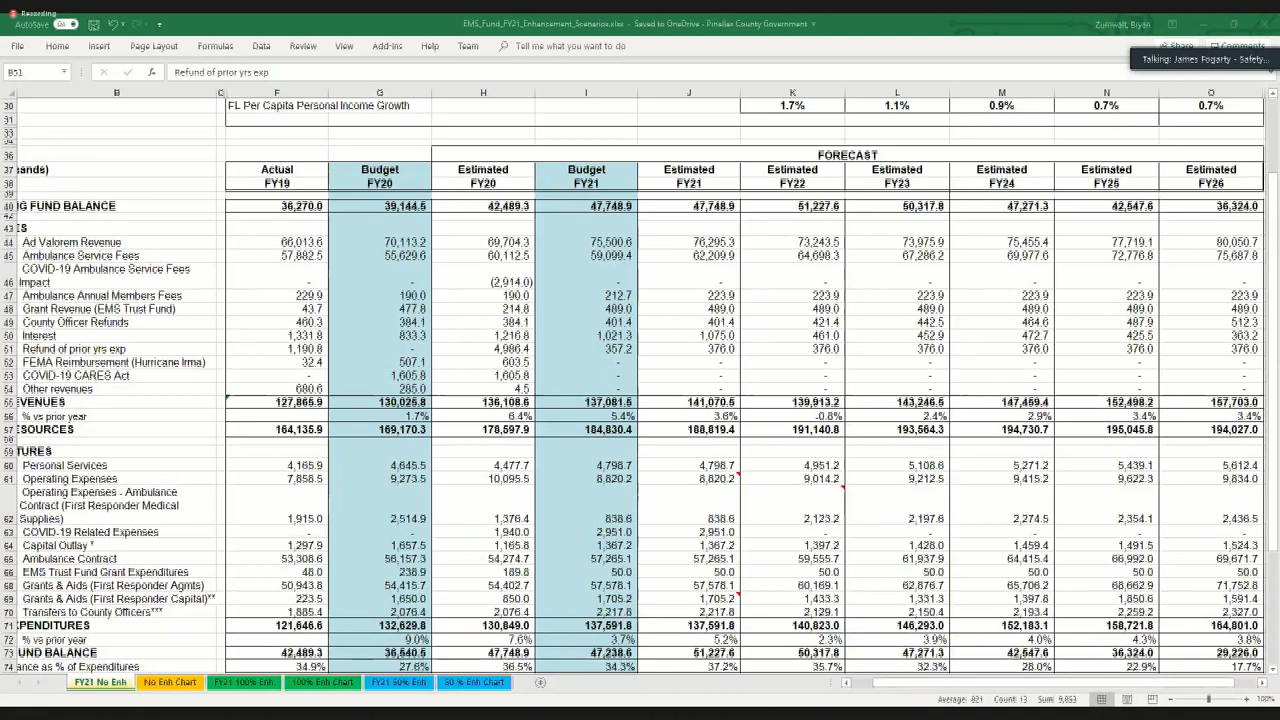 Recording
AutoSave On EMS_Fund_FY21_Enhancement_Scenarios.xlsx - Saved to OneDrive - Pinellas County Government Zumwalt, Bryan
File Home Insert Page Layout Formulas Data Review View Add-ins Help Team Tell me what you want to do Share Comments
Talking: James Fogarty - Safety...
B51 fx Refund of prior yrs exp
B C F G H I J K L M N O
30 FL Per Capita Personal Income Growth 1.7% 1.1% 0.9% 0.7% 0.7%
31
33
34
36 FORECAST
37 sands) Actual Budget Estimated Budget Estimated Estimated Estimated Estimated Estimated Estimated
38 FY19 FY20 FY20 FY21 FY21 FY22 FY23 FY24 FY25 FY26
39
40 NG FUND BALANCE 36,270.0 39,144.5 42,489.3 47,748.9 47,748.9 51,227.6 50,317.8 47,271.3 42,547.6 36,324.0
42
43 ES
44 Ad Valorem Revenue 66,013.6 70,113.2 69,704.3 75,500.6 76,295.3 73,243.5 73,975.9 75,455.4 77,719.1 80,050.7
45 Ambulance Service Fees 57,882.5 55,629.6 60,112.5 59,099.4 62,209.9 64,698.3 67,286.2 69,977.6 72,776.8 75,687.8
COVID-19 Ambulance Service Fees
46 Impact - - (2,914.0) - - - - - - -
47 Ambulance Annual Members Fees 229.9 190.0 190.0 212.7 223.9 223.9 223.9 223.9 223.9 223.9
48 Grant Revenue (EMS Trust Fund) 43.7 477.8 214.8 489.0 489.0 489.0 489.0 489.0 489.0 489.0
49 County Officer Refunds 460.3 384.1 384.1 401.4 401.4 421.4 442.5 464.6 487.9 512.3
50 Interest 1,331.8 833.3 1,216.8 1,021.3 1,075.0 461.0 452.9 472.7 425.5 363.2
51 Refund of prior yrs exp 1,190.8 - 4,986.4 357.2 376.0 376.0 376.0 376.0 376.0 376.0
52 FEMA Reimbursement (Hurricane Irma) 32.4 507.1 603.5 - - - - - - -
53 COVID-19 CARES Act - 1,605.8 1,605.8 - - - - - - -
54 Other revenues 680.6 285.0 4.5 - - - - - - -
55 EVENUES 127,865.9 130,025.8 136,108.6 137,081.5 141,070.5 139,913.2 143,246.5 147,459.4 152,498.2 157,703.0
56 % vs prior year 1.7% 6.4% 5.4% 3.6% -0.8% 2.4% 2.9% 3.4% 3.4%
57 ESOURCES 164,135.9 169,170.3 178,597.9 184,830.4 188,819.4 191,140.8 193,564.3 194,730.7 195,045.8 194,027.0
58
59 TURES
60 Personal Services 4,165.9 4,645.5 4,477.7 4,798.7 4,798.7 4,951.2 5,108.6 5,271.2 5,439.1 5,612.4
61 Operating Expenses 7,858.5 9,273.5 10,095.5 8,820.2 8,820.2 9,014.2 9,212.5 9,415.2 9,622.3 9,834.0
Operating Expenses - Ambulance
Contract (First Responder Medical
62 Supplies) 1,915.0 2,514.9 1,376.4 838.6 838.6 2,123.2 2,197.6 2,274.5 2,354.1 2,436.5
63 COVID-19 Related Expenses - - 1,940.0 2,951.0 2,951.0 - - - - -
64 Capital Outlay * 1,297.9 1,657.5 1,165.8 1,367.2 1,367.2 1,397.2 1,428.0 1,459.4 1,491.5 1,524.3
65 Ambulance Contract 53,308.6 56,157.3 54,274.7 57,265.1 57,265.1 59,555.7 61,937.9 64,415.4 66,992.0 69,671.7
66 EMS Trust Fund Grant Expenditures 48.0 238.9 189.8 50.0 50.0 50.0 50.0 50.0 50.0 50.0
68 Grants & Aids (First Responder Agmts) 50,943.8 54,415.7 54,402.7 57,578.1 57,578.1 60,169.1 62,876.7 65,706.2 68,662.9 71,752.8
69 Grants & Aids (First Responder Capital)** 223.5 1,650.0 850.0 1,705.2 1,705.2 1,433.3 1,331.3 1,397.8 1,850.9 1,591.4
70 Transfers to County Officers*** 1,885.4 2,076.4 2,076.4 2,217.8 2,217.8 2,129.1 2,150.4 2,193.4 2,259.2 2,327.0
71 XPENDITURES 121,646.6 132,629.8 130,849.0 137,591.8 137,591.8 140,823.0 146,293.0 152,183.1 158,721.8 164,801.0
72 % vs prior year 9.0% 7.6% 3.7% 5.2% 2.3% 3.9% 4.0% 4.3% 3.8%
73 FUND BALANCE 42,489.3 36,540.5 47,748.9 47,238.6 51,227.6 50,317.8 47,271.3 42,547.6 36,324.0 29,226.0
74 ance as % of Expenditures 34.9% 27.6% 36.5% 34.3% 37.2% 35.7% 32.3% 28.0% 22.9% 17.7%
FY21 No Enh No Enh Chart FY21 100% Enh 100% Enh Chart FY21 50% Enh 50 % Enh Chart
Average: 821 Count: 13 Sum: 9,853 100%